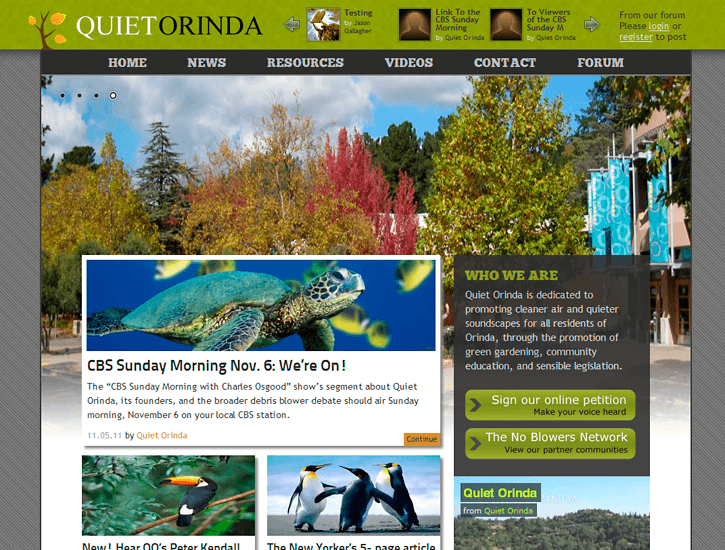 QUIETORINDA
Testing
by Jason
Gallagher
Link To the
CBS Sunday
Morning
by Quiet Orinda
To Viewers
of the CBS
Sunday M
by Quiet Orinda
From our forum
Please login or
register to post
HOME NEWS RESOURCES VIDEOS CONTACT FORUM
CBS Sunday Morning Nov. 6: We're On!
The "CBS Sunday Morning with Charles Osgood" show's segment about Quiet
Orinda, its founders, and the broader debris blower debate should air Sunday
morning, November 6 on your local CBS station.
11.05.11 by Quiet Orinda
Continue
WHO WE ARE
Quiet Orinda is dedicated to
promoting cleaner air and quieter
soundscapes for all residents of
Orinda, through the promotion of
green gardening, community
education, and sensible legislation.
Sign our online petition
Make your voice heard
The No Blowers Network
View our partner communities
New! Hear QO's Peter Kendall
The New Yorker's 5- page article
Quiet Orinda
from Quiet Orinda